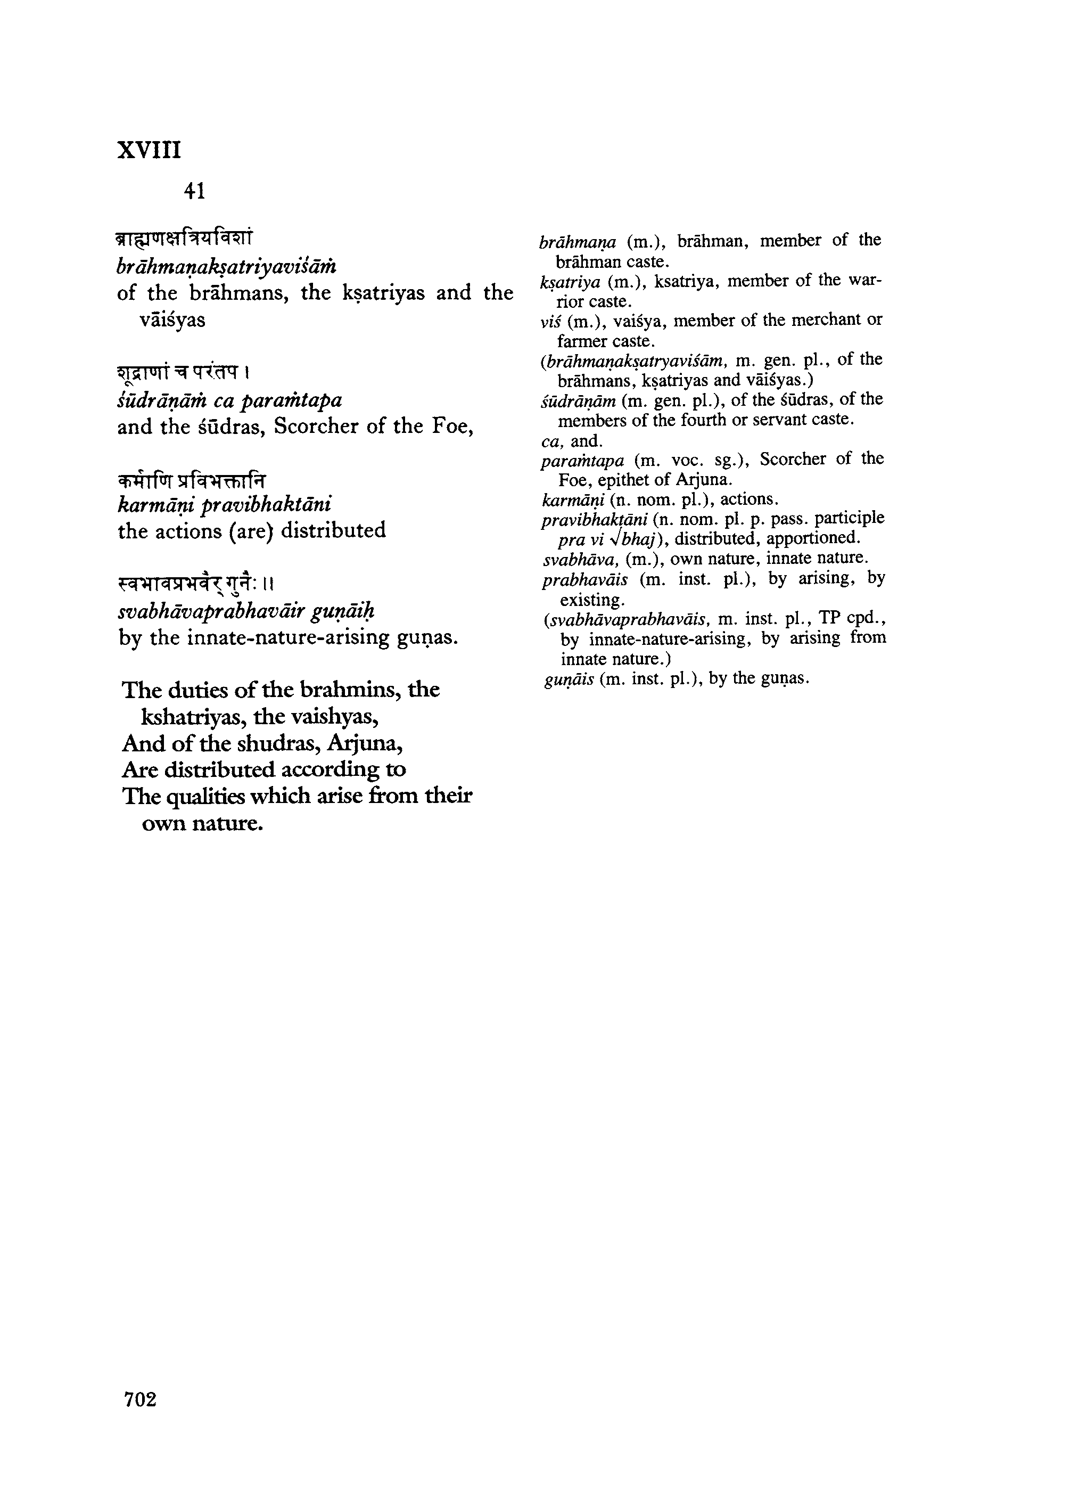 XVIII
41
ब्राह्मणक्षत्रियविशां
brāhmaṇakṣatriyaviśāṁ
of the brāhmans, the kṣatriyas and the
vāiśyas
शूद्राणां च परंतप ।
śūdrāṇāṁ ca paraṁtapa
and the śūdras, Scorcher of the Foe,
कर्माणि प्रविभक्तानि
karmāṇi pravibhaktāni
the actions (are) distributed
स्वभावप्रभवैर् गुनैः ॥
svabhāvaprabhavāir guṇāiḥ
by the innate-nature-arising guṇas.
The duties of the brahmins, the
kshatriyas, the vaishyas,
And of the shudras, Arjuna,
Are distributed according to
The qualities which arise from their
own nature.
brāhmaṇa (m.), brāhman, member of the
brāhman caste.
kṣatriya (m.), ksatriya, member of the war-
rior caste.
viś (m.), vaiśya, member of the merchant or
farmer caste.
(brāhmaṇakṣatryaviśām, m. gen. pl., of the
brāhmans, kṣatriyas and vāiśyas.)
śūdrāṇām (m. gen. pl.), of the śūdras, of the
members of the fourth or servant caste.
ca, and.
paraṁtapa (m. voc. sg.), Scorcher of the
Foe, epithet of Arjuna.
karmāṇi (n. nom. pl.), actions.
pravibhaktāni (n. nom. pl. p. pass. participle
pra vi √bhaj), distributed, apportioned.
svabhāva, (m.), own nature, innate nature.
prabhavāis (m. inst. pl.), by arising, by
existing.
(svabhāvaprabhavāis, m. inst. pl., TP cpd.,
by innate-nature-arising, by arising from
innate nature.)
guṇāis (m. inst. pl.), by the guṇas.
702